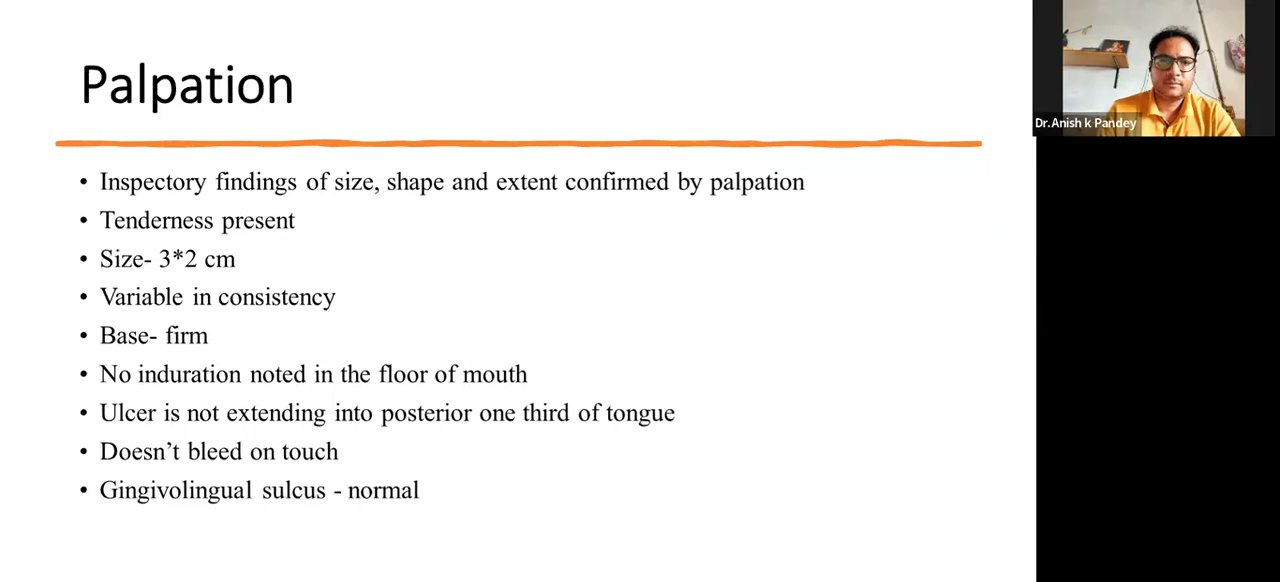 Palpation
• Inspectory findings of size, shape and extent confirmed by palpation
• Tenderness present
• Size- 3*2 cm
• Variable in consistency
• Base- firm
• No induration noted in the floor of mouth
• Ulcer is not extending into posterior one third of tongue
• Doesn’t bleed on touch
• Gingivolingual sulcus - normal
Dr.Anish k Pandey